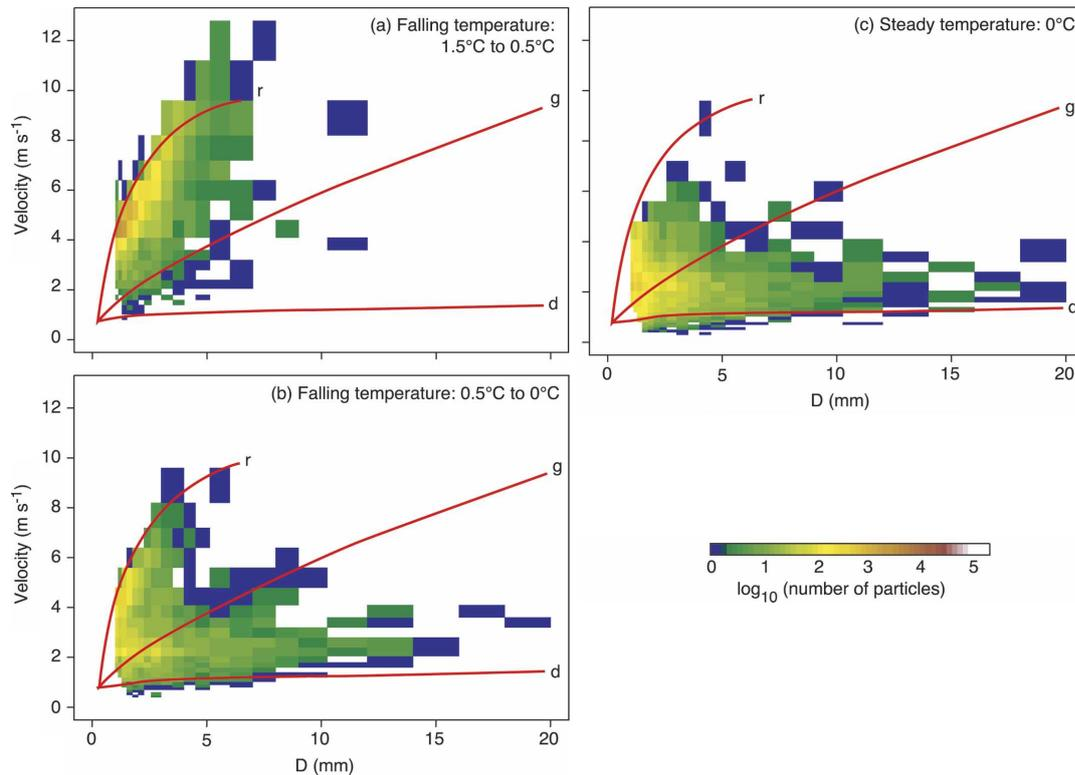 (a) Falling temperature:
1.5°C to 0.5°C
Velocity (m s-1)
12
10
8
6
4
2
0
r
g
d
(c) Steady temperature: 0°C
r
g
d
0 5 10 15 20
D (mm)
(b) Falling temperature: 0.5°C to 0°C
Velocity (m s-1)
12
10
8
6
4
2
0
r
g
d
0 5 10 15 20
D (mm)
0 1 2 3 4 5
log10 (number of particles)